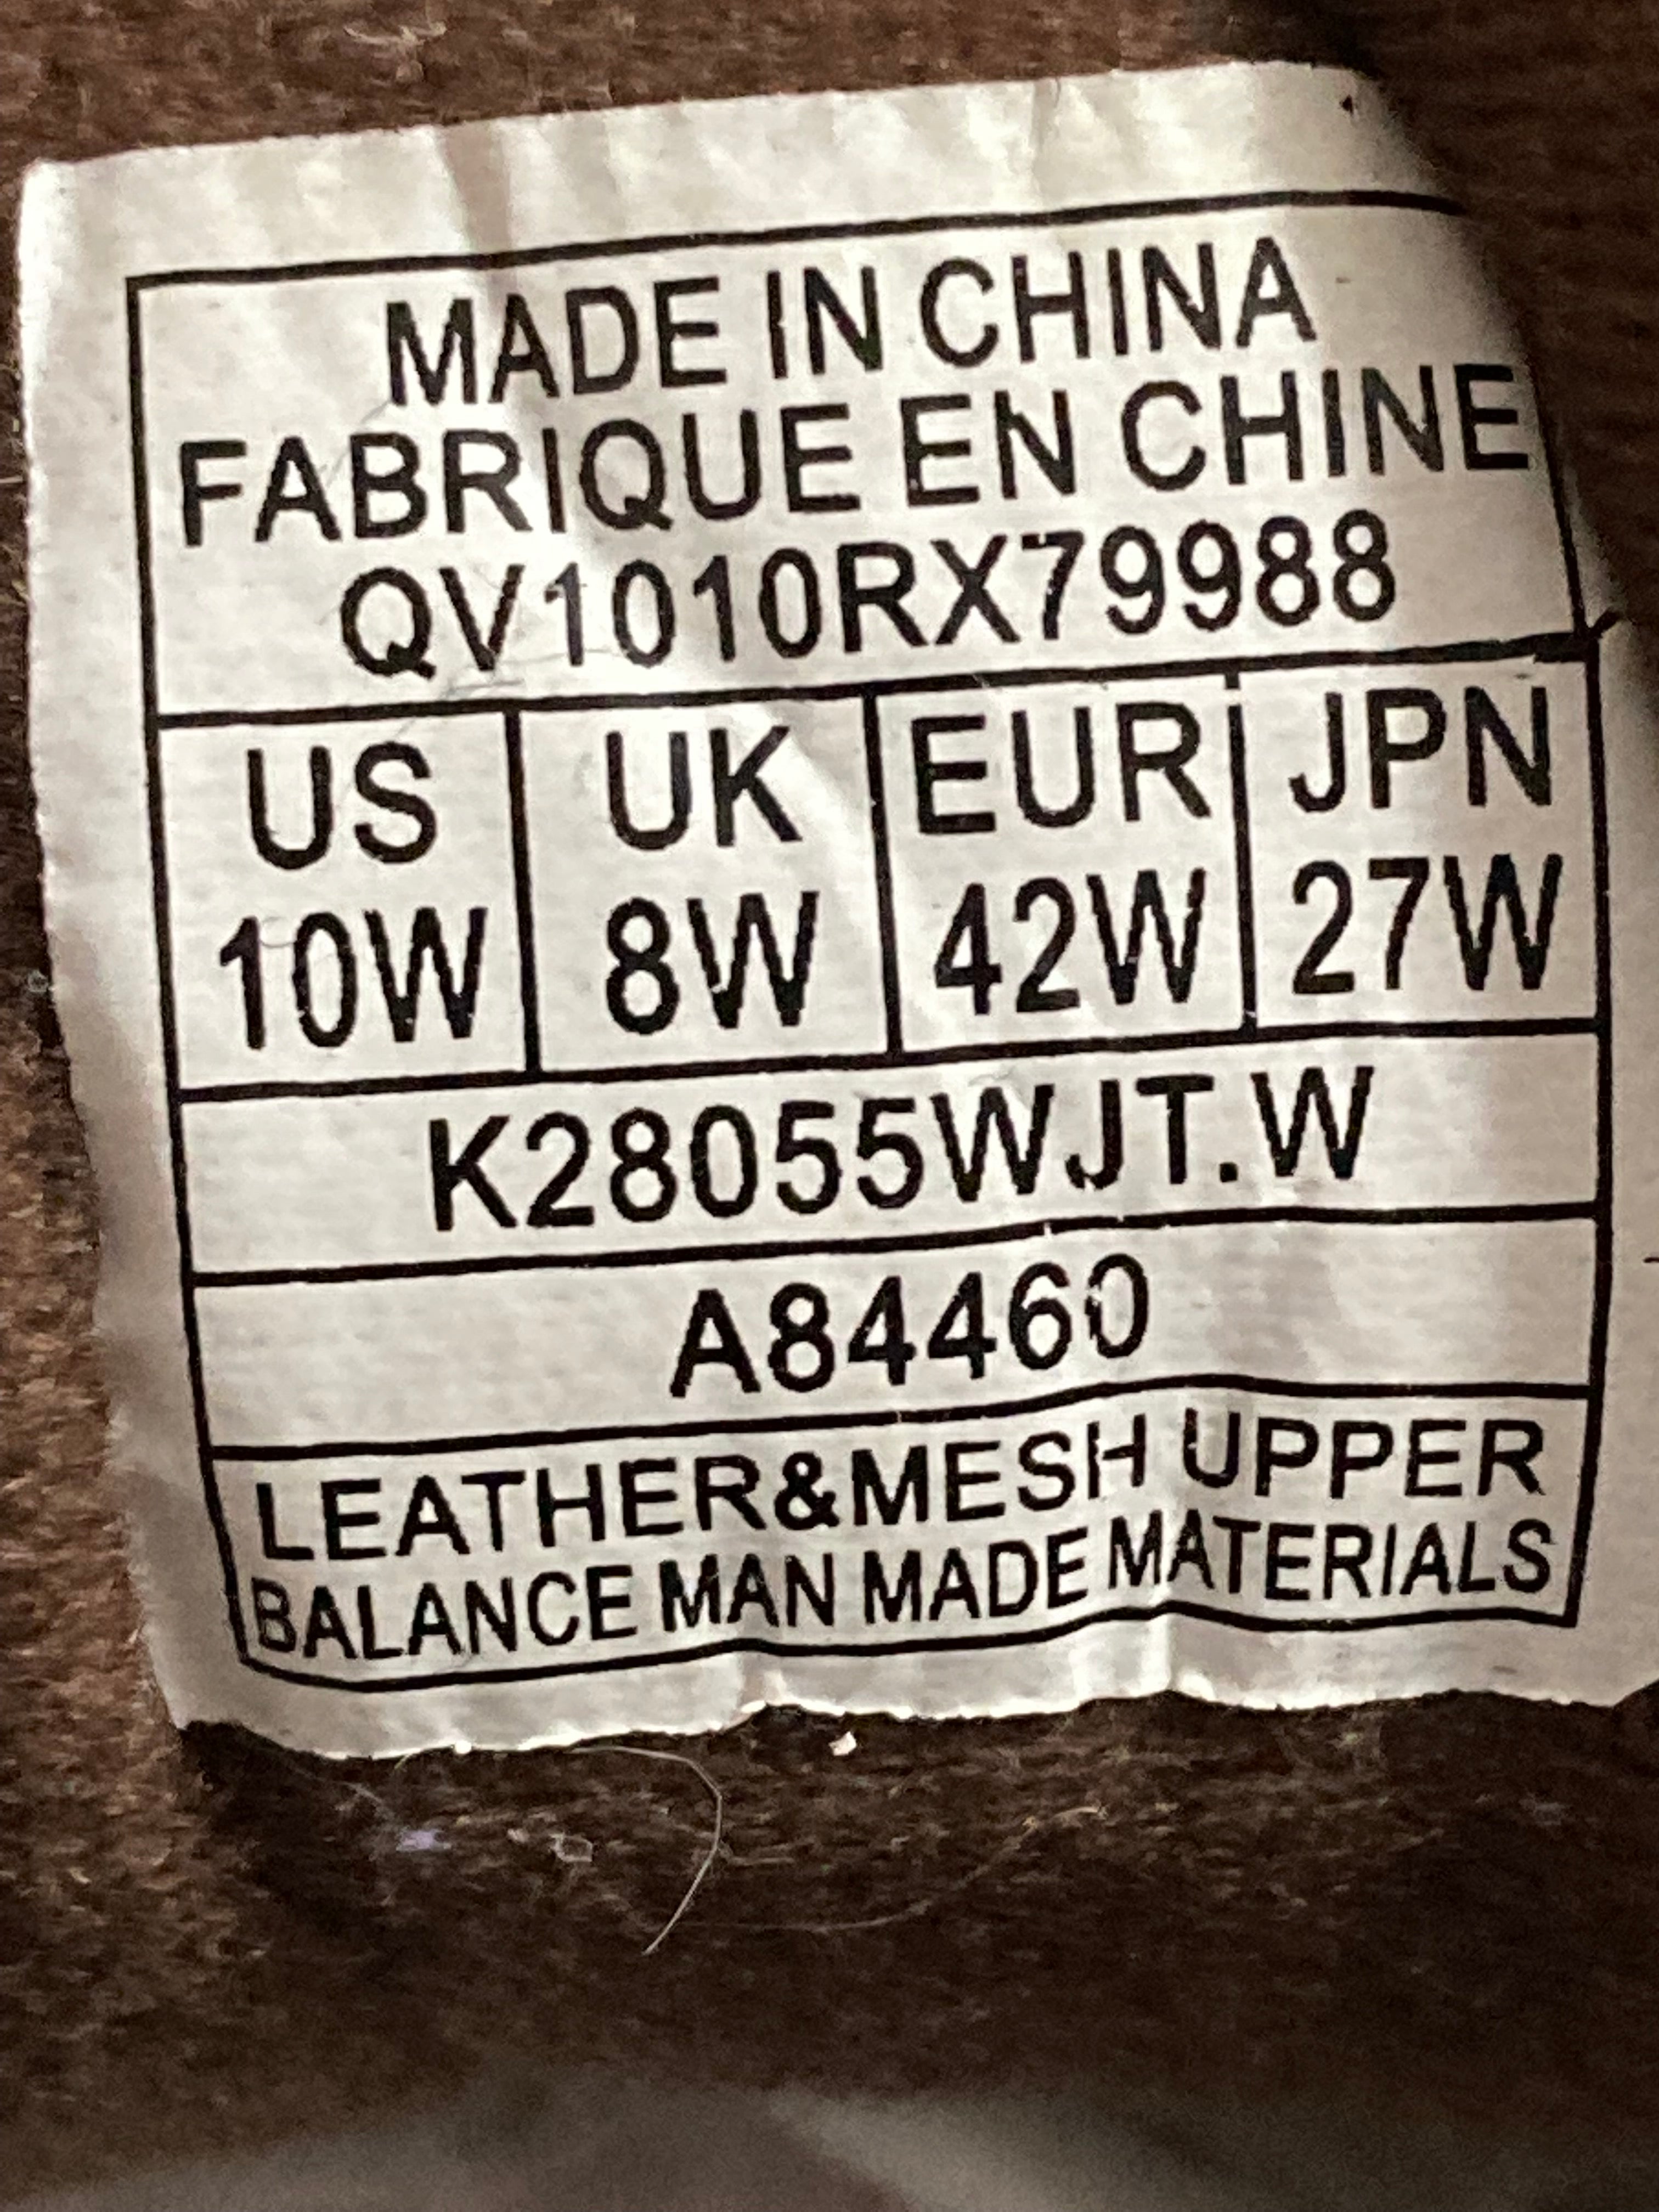 MADE IN CHINA
FABRIQUE EN CHINE
QV1010RX79988
US UK EUR JPN
10W 8W 42W 27W
K28055WJT.W
A84460
LEATHER&MESH UPPER
BALANCE MAN MADE MATERIALS